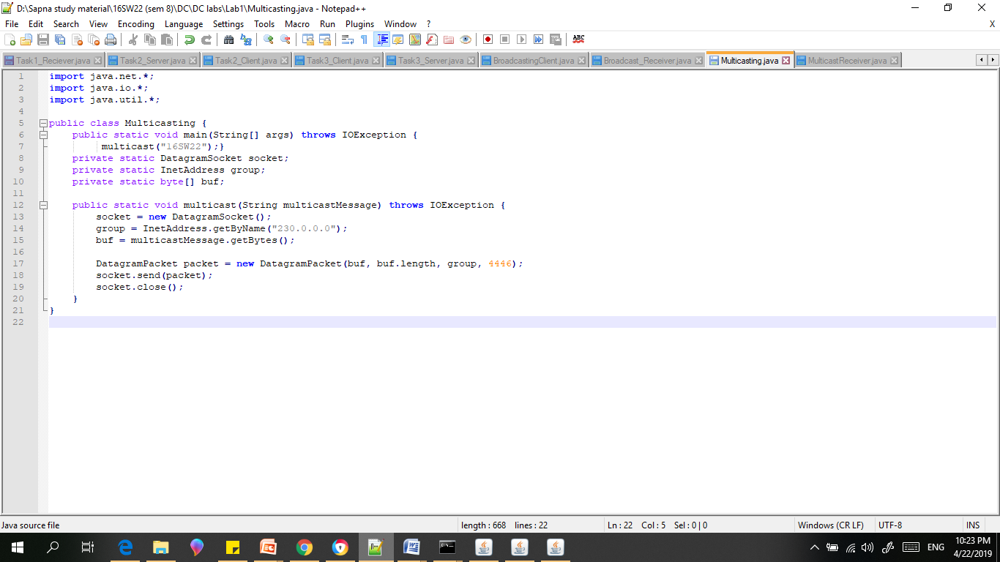 D:\Sapna study material\16SW22 (sem 8)\DC\DC labs\Lab1\Multicasting.java - Notepad++
File Edit Search View Encoding Language Settings Tools Macro Run Plugins Window ? X
ABC
Task1_Reciever.java Task2_Server.java Task2_Client.java Task3_Client.java Task3_Server.java BroadcastingClient.java Broadcast_Receiver.java Multicasting.java MulticastReceiver.java
1 import java.net.*;
2 import java.io.*;
3 import java.util.*;
4
5 public class Multicasting {
6 public static void main(String[] args) throws IOException {
7 multicast("16SW22");}
8 private static DatagramSocket socket;
9 private static InetAddress group;
10 private static byte[] buf;
11
12 public static void multicast(String multicastMessage) throws IOException {
13 socket = new DatagramSocket();
14 group = InetAddress.getByName("230.0.0.0");
15 buf = multicastMessage.getBytes();
16
17 DatagramPacket packet = new DatagramPacket(buf, buf.length, group, 4446);
18 socket.send(packet);
19 socket.close();
20 }
21 }
22
Java source file length : 668 lines : 22 Ln : 22 Col : 5 Sel : 0 | 0 Windows (CR LF) UTF-8 INS
ENG 10:23 PM
4/22/2019